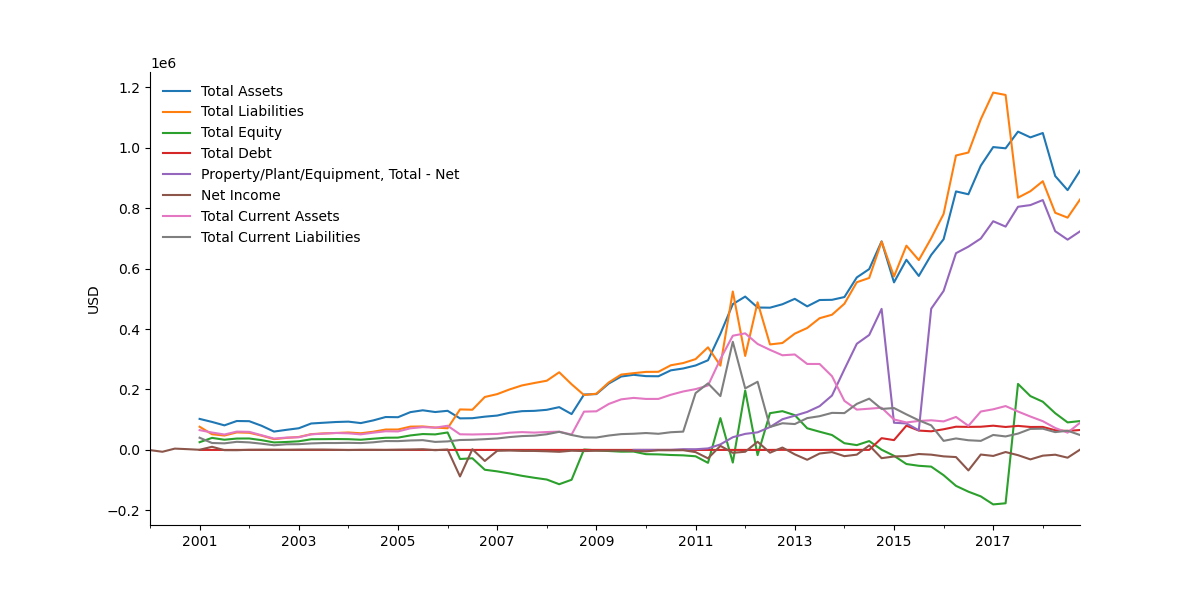 1e6
1.2
1.0
0.8
0.6
0.4
0.2
0.0
−0.2
USD
Total Assets
Total Liabilities
Total Equity
Total Debt
Property/Plant/Equipment, Total - Net
Net Income
Total Current Assets
Total Current Liabilities
2001 2003 2005 2007 2009 2011 2013 2015 2017